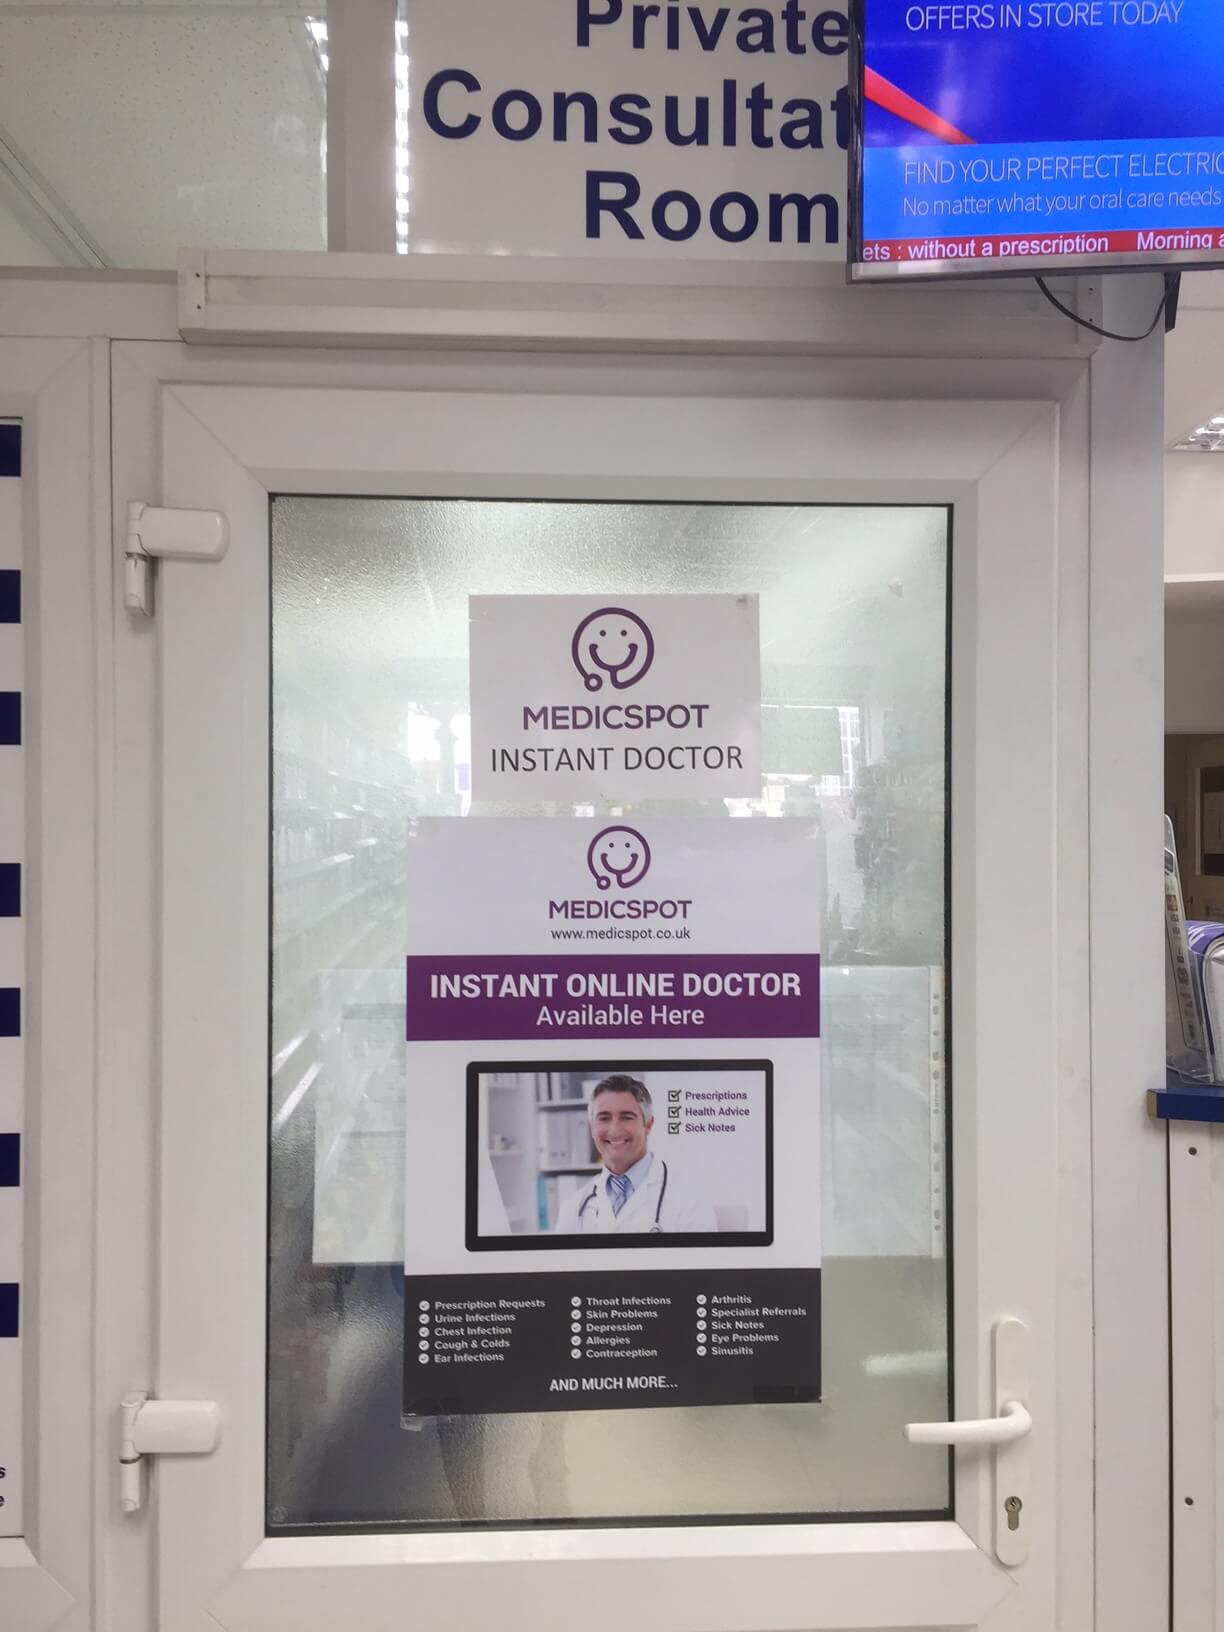 Private
Consultat
Room
OFFERS IN STORE TODAY
FIND YOUR PERFECT ELECTRIC
No matter what your oral care needs
ets : without a prescription Morning a
MEDICSPOT
INSTANT DOCTOR
MEDICSPOT
www.medicspot.co.uk
INSTANT ONLINE DOCTOR
Available Here
Prescriptions
Health Advice
Sick Notes
Prescription Requests
Urine Infections
Chest Infection
Cough & Colds
Ear Infections
Throat Infections
Skin Problems
Depression
Allergies
Contraception
Arthritis
Specialist Referrals
Sick Notes
Eye Problems
Sinusitis
AND MUCH MORE...